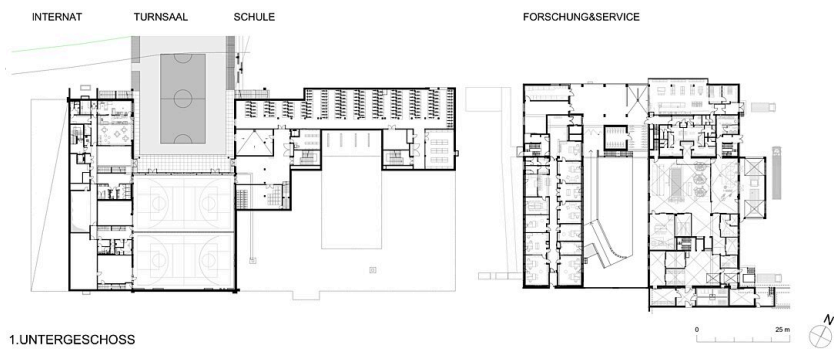 INTERNAT TURNSAAL SCHULE FORSCHUNG&SERVICE
1.UNTERGESCHOSS
0 25 m
N